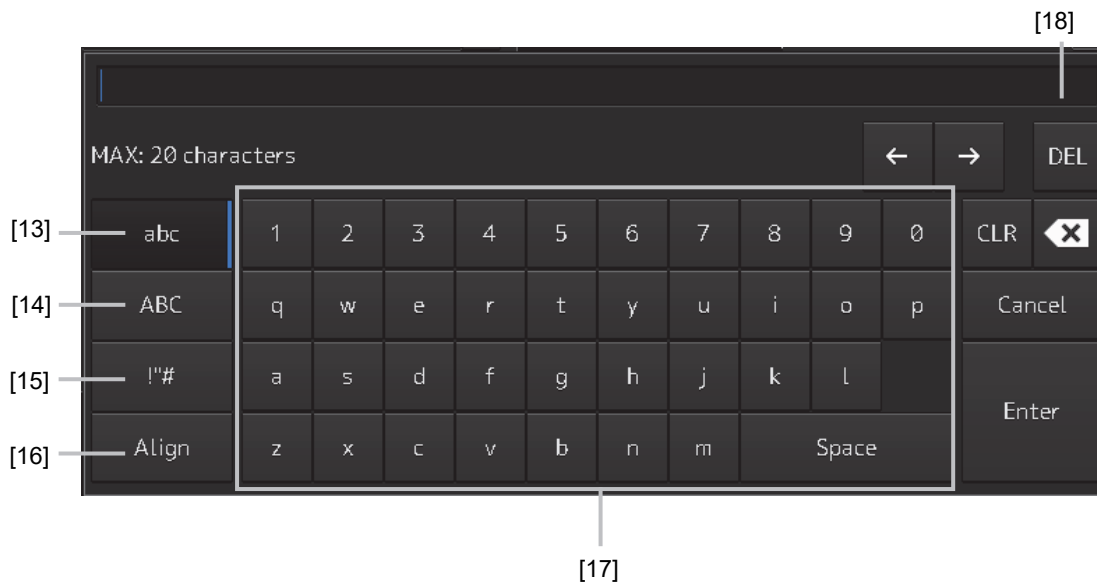 [18]
MAX: 20 characters ← → DEL
[13] abc 1 2 3 4 5 6 7 8 9 0 CLR
[14] ABC q w e r t y u i o p Cancel
[15] !"# a s d f g h j k l
Enter
[16] Align z x c v b n m Space
[17]